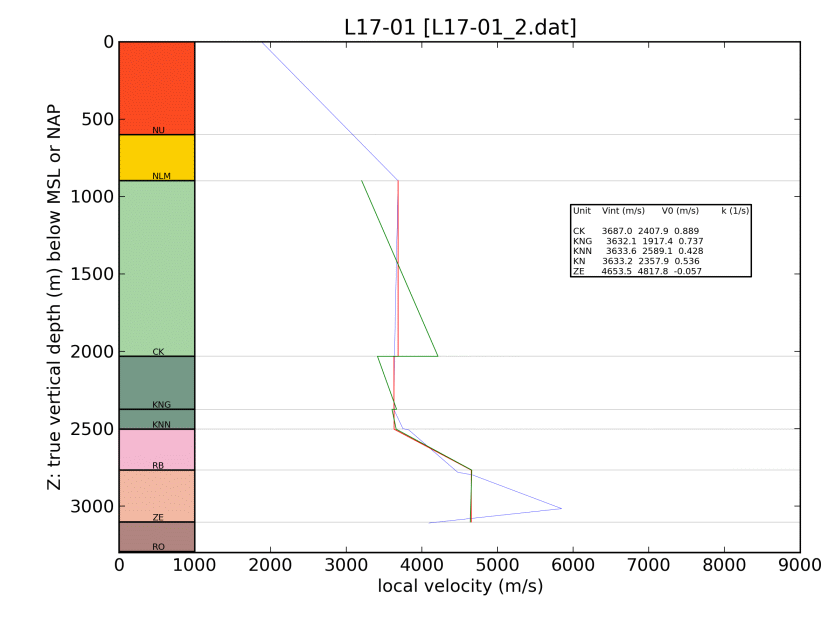 L17-01 [L17-01_2.dat]
0
500
1000
1500
2000
2500
3000
Z: true vertical depth (m) below MSL or NAP
NU
NLM
CK
KNG
KNN
RB
ZE
RO
Unit Vint (m/s) V0 (m/s) k (1/s)
CK 3687.0 2407.9 0.889
KNG 3632.1 1917.4 0.737
KNN 3633.6 2589.1 0.428
KN 3633.2 2357.9 0.536
ZE 4653.5 4817.8 -0.057
0 1000 2000 3000 4000 5000 6000 7000 8000 9000
local velocity (m/s)